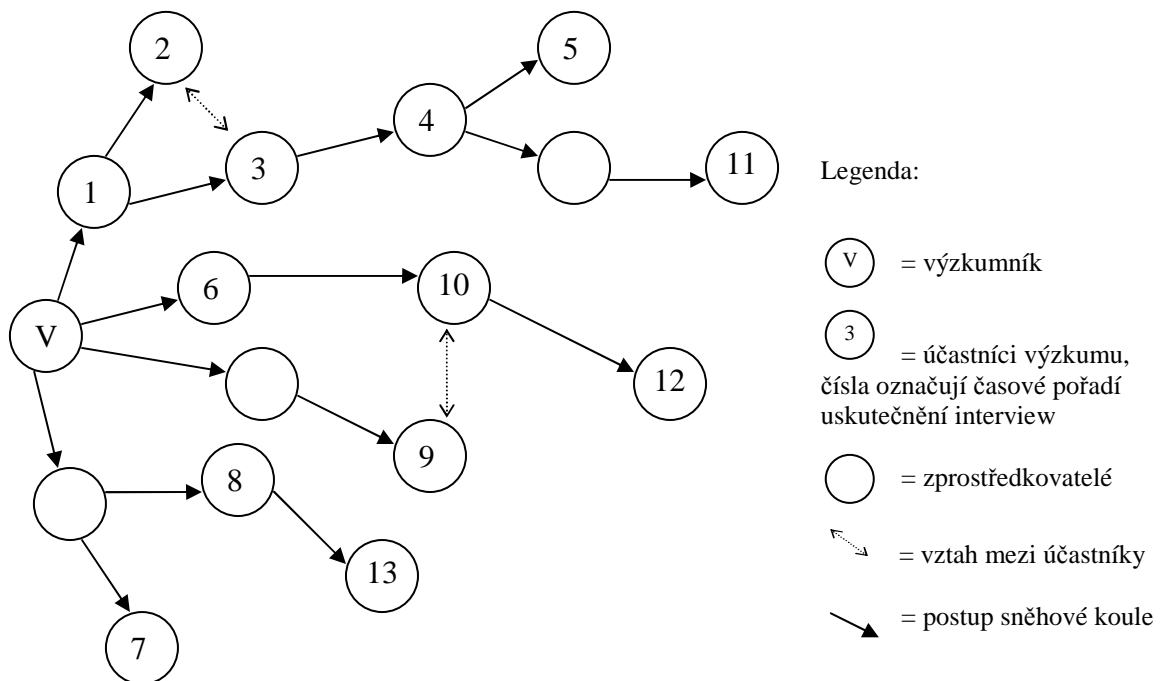 2
5
4
3
11
1
Legenda:
V = výzkumník
6
10
V
3 = účastníci výzkumu,
čísla označují časové pořadí
uskutečnění interview
12
9
8
= zprostředkovatelé
= vztah mezi účastníky
13
= postup sněhové koule
7